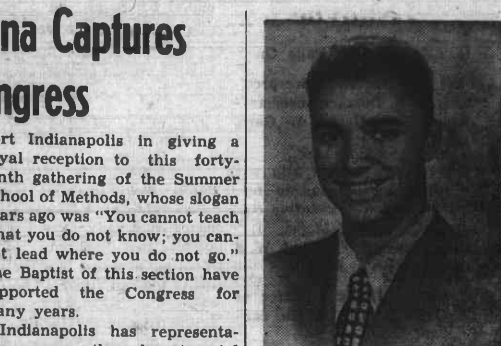 na Captures
ngress
rt Indianapolis in giving a
yal reception to this forty-
nth gathering of the Summer
hool of Methods, whose slogan
ars ago was "You cannot teach
hat you do not know; you can-
t lead where you do not go."
he Baptist of this section have
pported the Congress for
any years.
Indianapolis has representa-